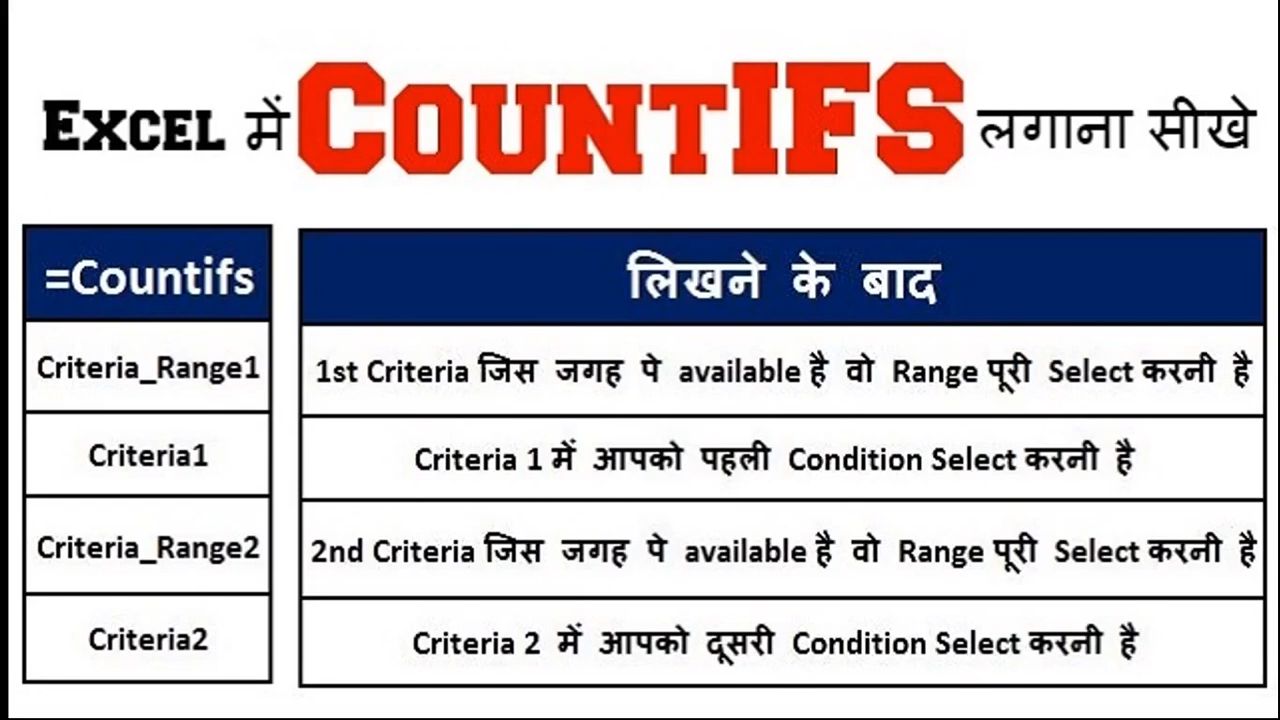 EXCEL में COUNTIFS लगाना सीखे
=Countifs लिखने के बाद
Criteria_Range1 1st Criteria जिस जगह पे available है वो Range पूरी Select करनी है
Criteria1 Criteria 1 में आपको पहली Condition Select करनी है
Criteria_Range2 2nd Criteria जिस जगह पे available है वो Range पूरी Select करनी है
Criteria2 Criteria 2 में आपको दूसरी Condition Select करनी है